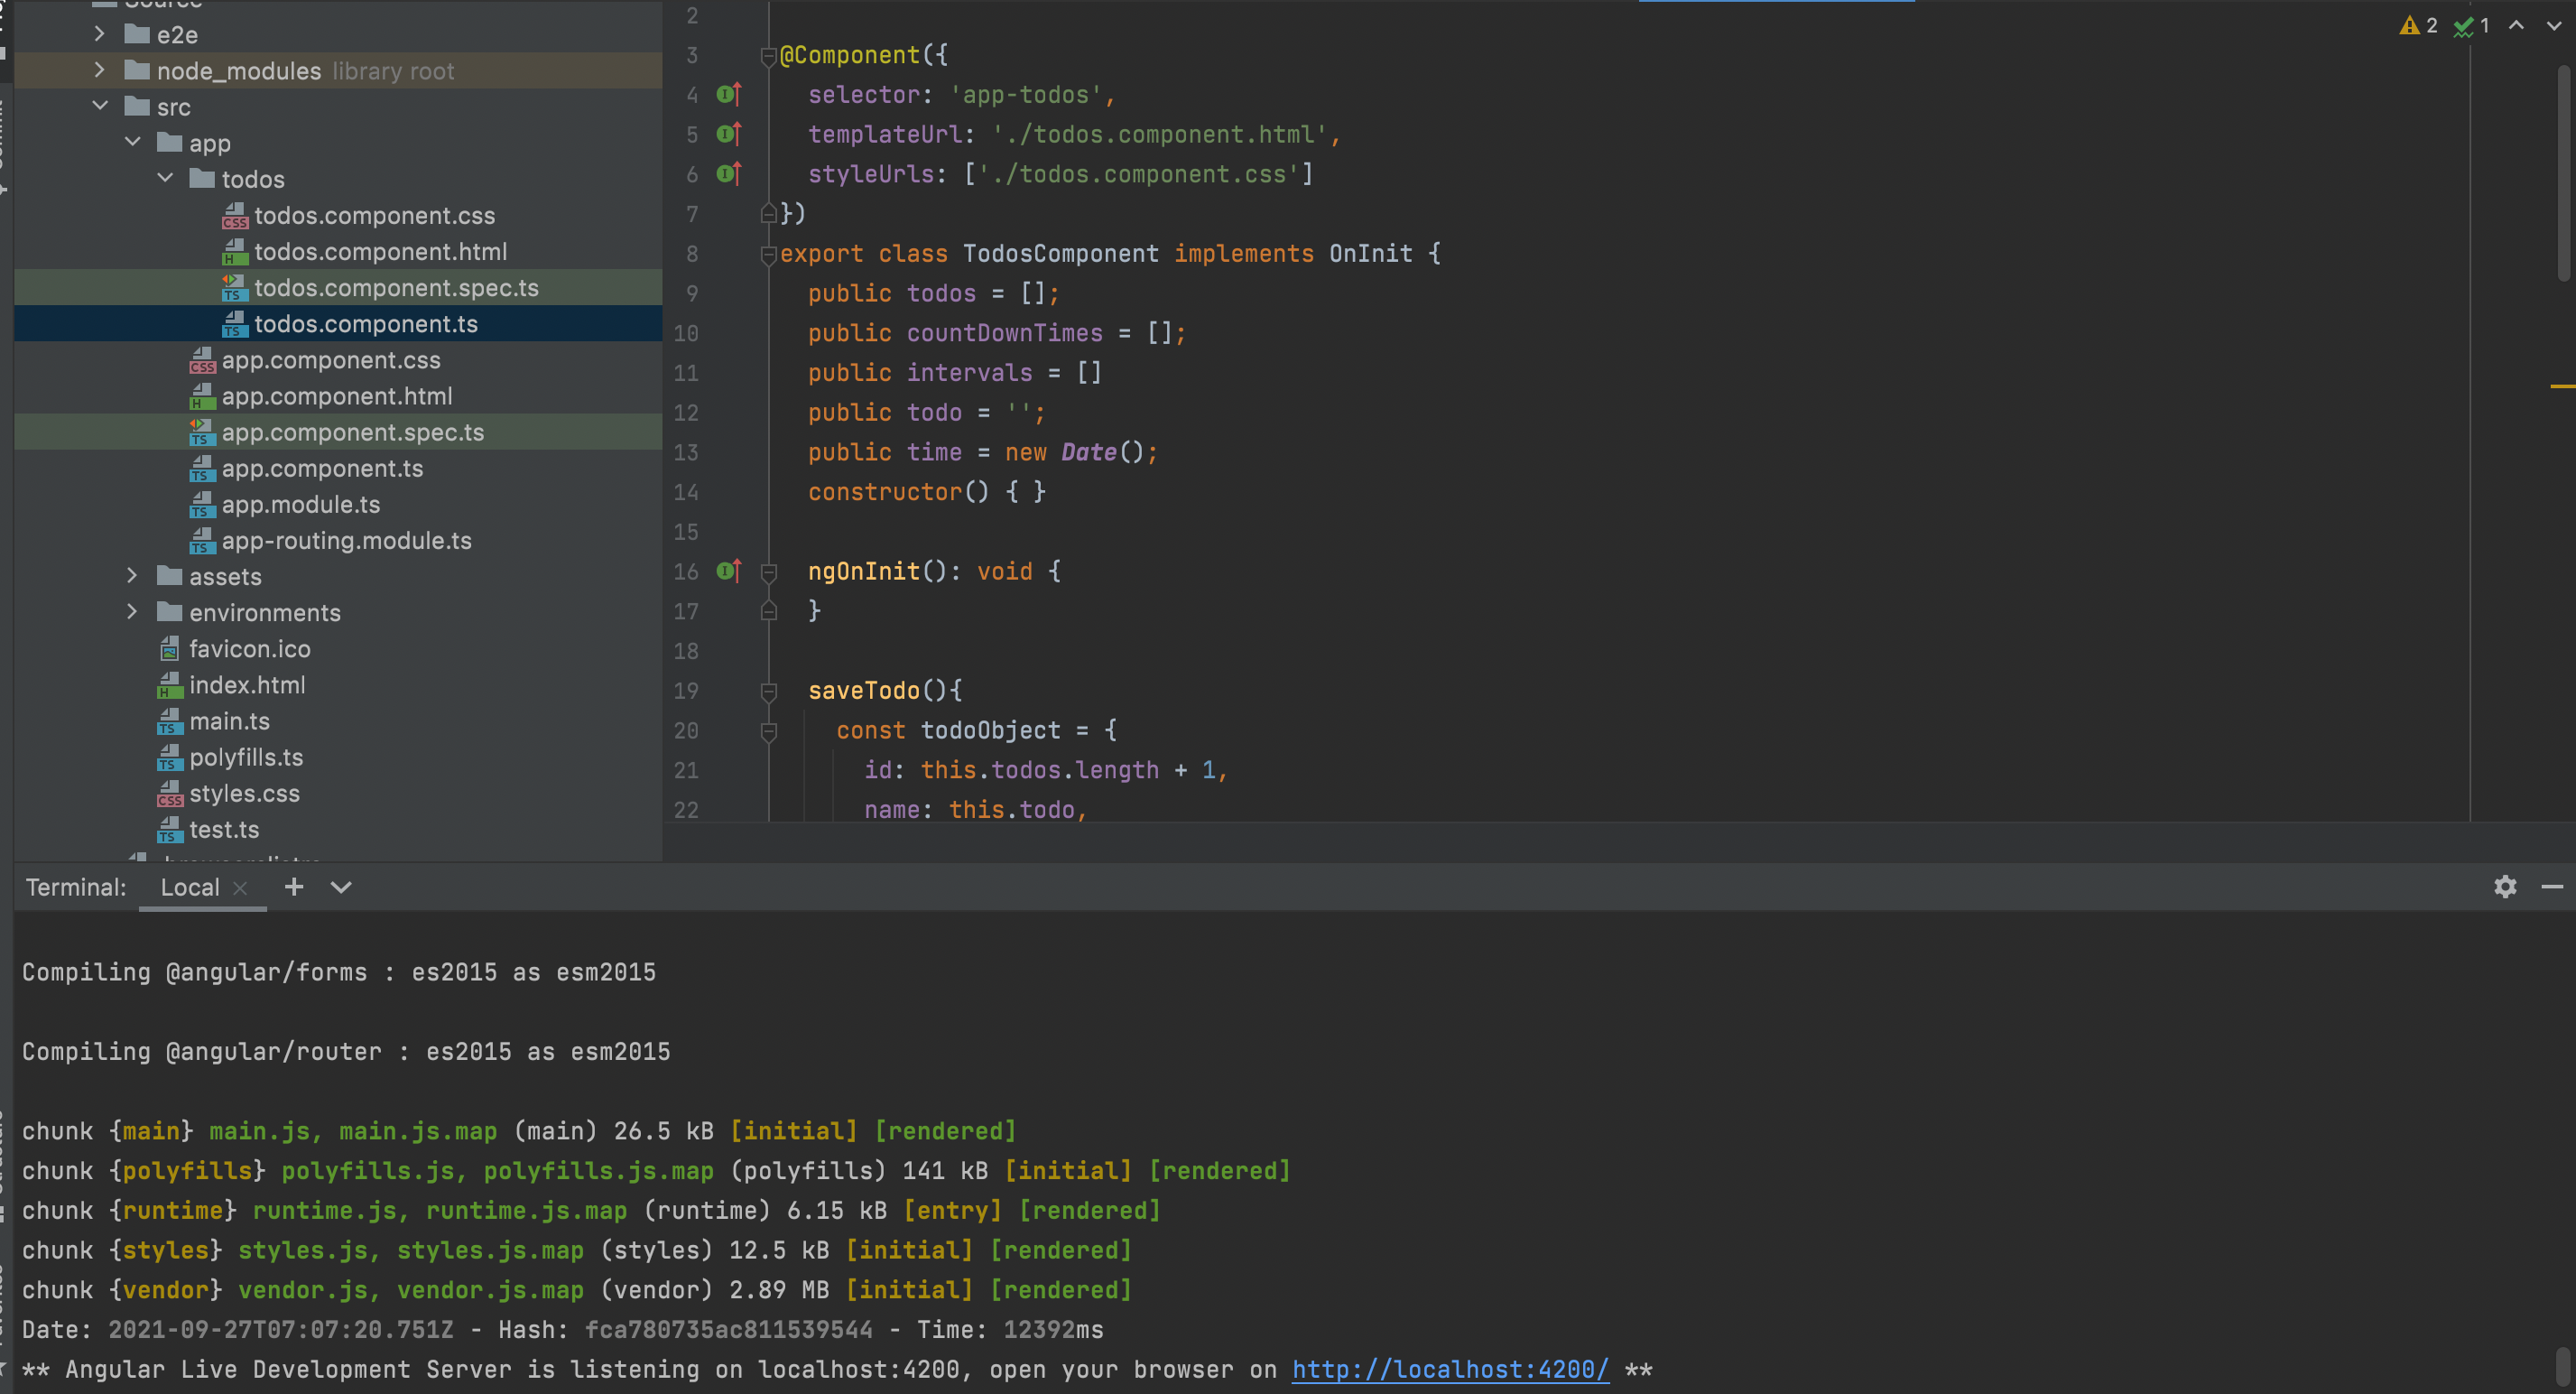 Source
e2e
node_modules library root
src
app
todos
todos.component.css
todos.component.html
todos.component.spec.ts
todos.component.ts
app.component.css
app.component.html
app.component.spec.ts
app.component.ts
app.module.ts
app-routing.module.ts
assets
environments
favicon.ico
index.html
main.ts
polyfills.ts
styles.css
test.ts
2 1
2
3 @Component({
4 selector: 'app-todos',
5 templateUrl: './todos.component.html',
6 styleUrls: ['./todos.component.css']
7 })
8 export class TodosComponent implements OnInit {
9 public todos = [];
10 public countDownTimes = [];
11 public intervals = []
12 public todo = '';
13 public time = new Date();
14 constructor() { }
15
16 ngOnInit(): void {
17 }
18
19 saveTodo(){
20 const todoObject = {
21 id: this.todos.length + 1,
22 name: this.todo,
Terminal: Local
Compiling @angular/forms : es2015 as esm2015
Compiling @angular/router : es2015 as esm2015
chunk {main} main.js, main.js.map (main) 26.5 kB [initial] [rendered]
chunk {polyfills} polyfills.js, polyfills.js.map (polyfills) 141 kB [initial] [rendered]
chunk {runtime} runtime.js, runtime.js.map (runtime) 6.15 kB [entry] [rendered]
chunk {styles} styles.js, styles.js.map (styles) 12.5 kB [initial] [rendered]
chunk {vendor} vendor.js, vendor.js.map (vendor) 2.89 MB [initial] [rendered]
Date: 2021-09-27T07:07:20.751Z - Hash: fca780735ac811539544 - Time: 12392ms
** Angular Live Development Server is listening on localhost:4200, open your browser on http://localhost:4200/ **